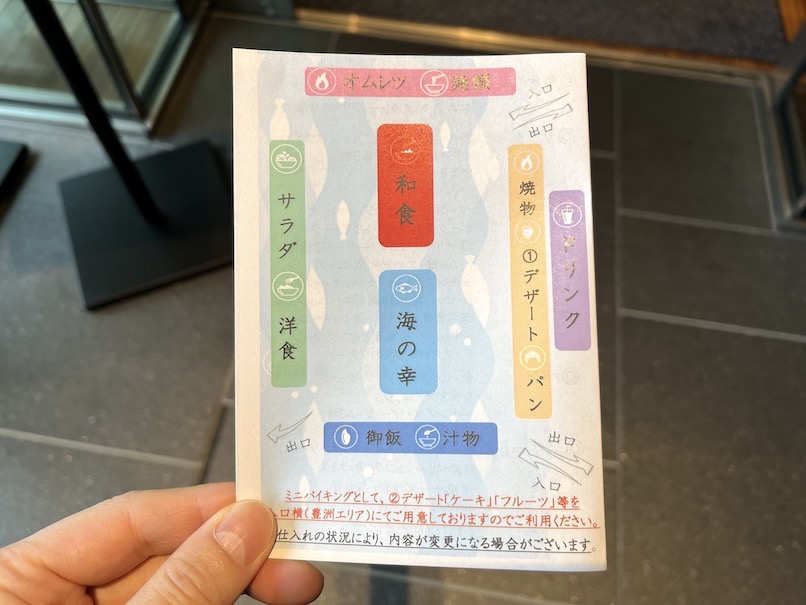 オムレツ 麺類
入口
出口
サラダ
洋食
和食
海の幸
焼物
①デザート
パン
ドリンク
出口
御飯 汁物
出口
入口
ミニバイキングとして、②デザート「ケーキ」「フルーツ」等を
入口横(豊洲エリア)にてご用意しておりますのでご利用ください。
仕入れの状況により、内容が変更になる場合がございます。